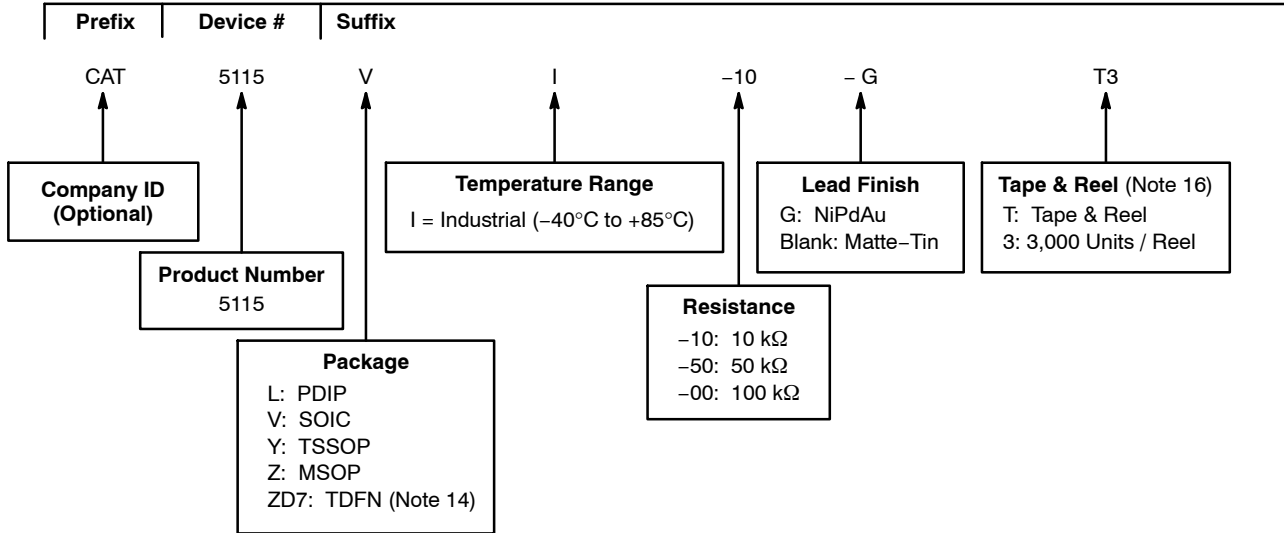 Prefix Device # Suffix
CAT 5115 V I −10 − G T3
Company ID
(Optional)
Temperature Range
I = Industrial (−40°C to +85°C)
Lead Finish
G: NiPdAu
Blank: Matte−Tin
Tape & Reel (Note 16)
T: Tape & Reel
3: 3,000 Units / Reel
Product Number
5115
Resistance
−10: 10 kΩ
−50: 50 kΩ
−00: 100 kΩ
Package
L: PDIP
V: SOIC
Y: TSSOP
Z: MSOP
ZD7: TDFN (Note 14)